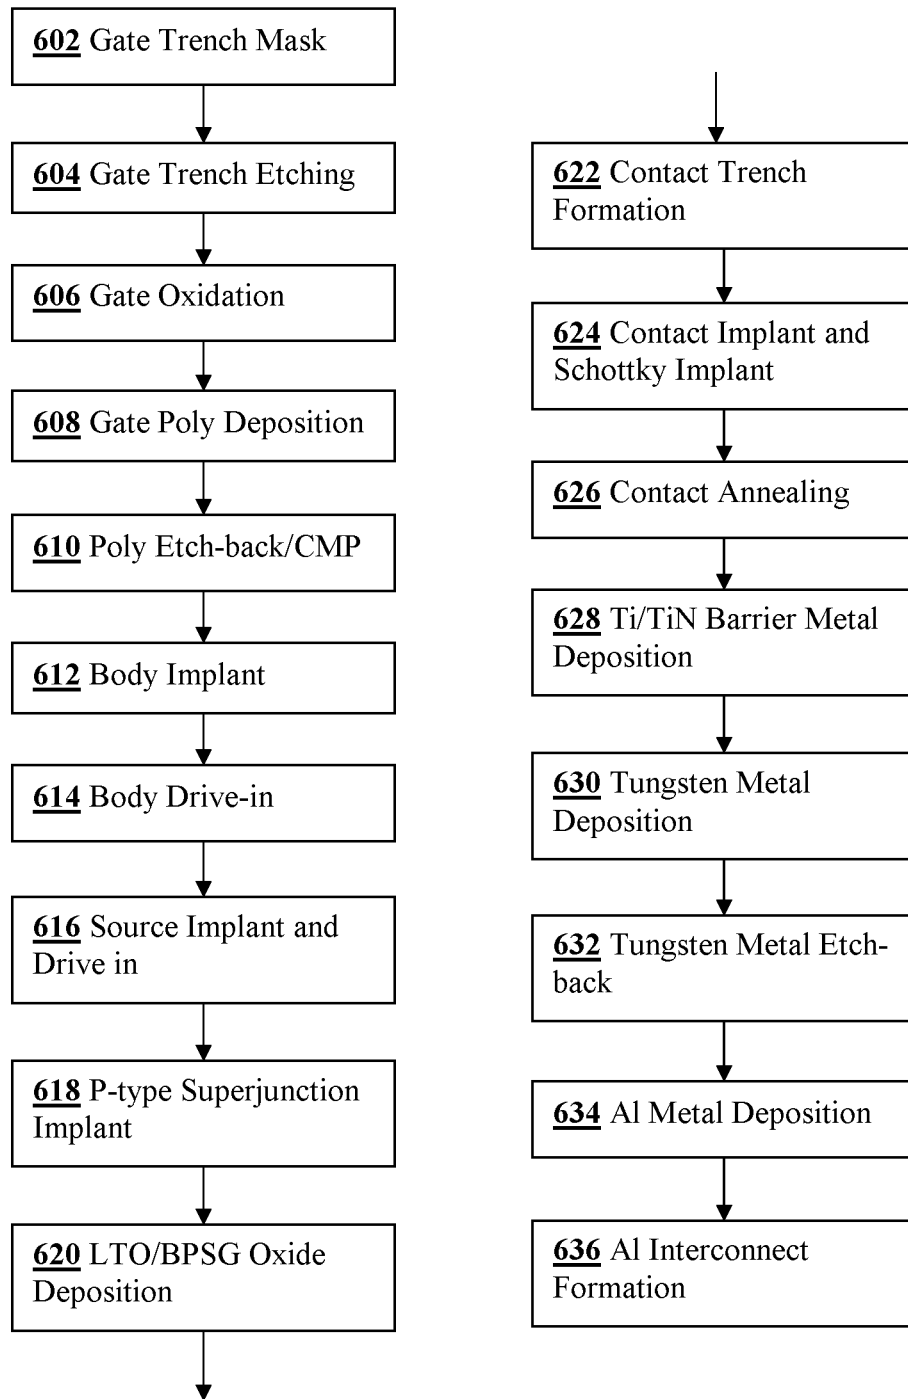 602 Gate Trench Mask
604 Gate Trench Etching
606 Gate Oxidation
608 Gate Poly Deposition
610 Poly Etch-back/CMP
612 Body Implant
614 Body Drive-in
616 Source Implant and
Drive in
618 P-type Superjunction
Implant
620 LTO/BPSG Oxide
Deposition
622 Contact Trench
Formation
624 Contact Implant and
Schottky Implant
626 Contact Annealing
628 Ti/TiN Barrier Metal
Deposition
630 Tungsten Metal
Deposition
632 Tungsten Metal Etch-
back
634 Al Metal Deposition
636 Al Interconnect
Formation